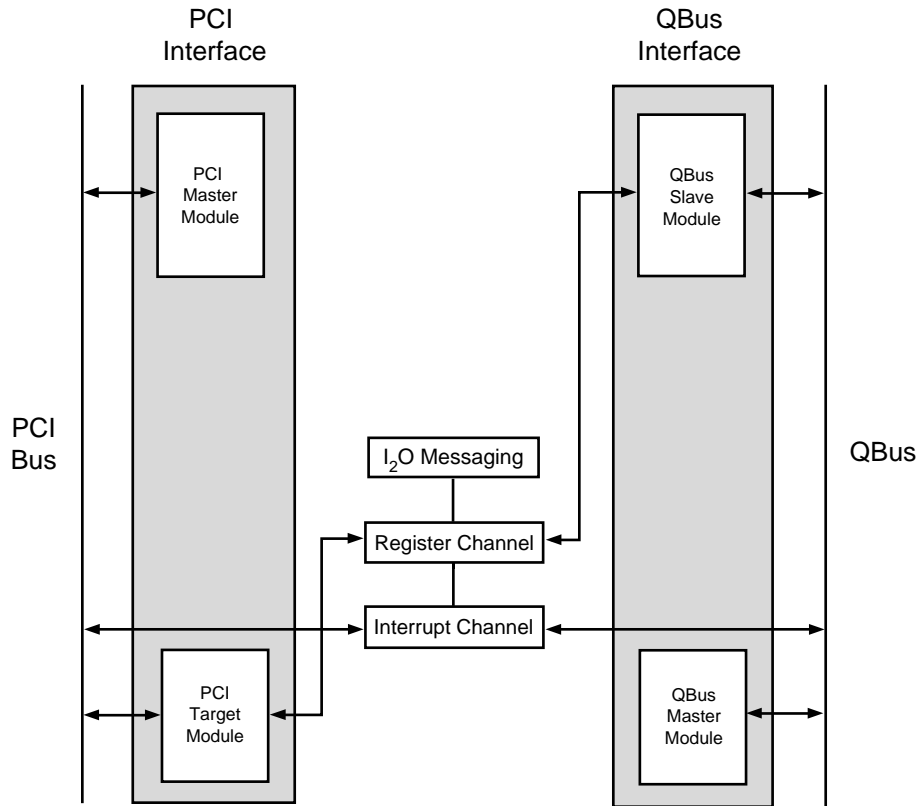 PCI
Interface
QBus
Interface
PCI
Master
Module
QBus
Slave
Module
PCI
Bus
QBus
I₂O Messaging
Register Channel
Interrupt Channel
PCI
Target
Module
QBus
Master
Module